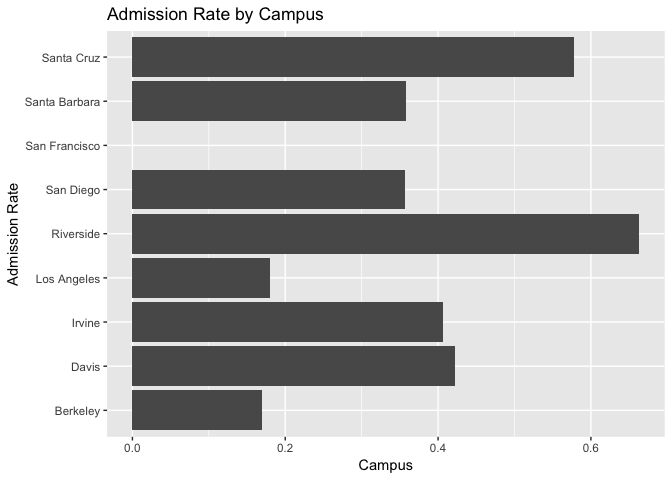 Admission Rate by Campus
Admission Rate
Santa Cruz
Santa Barbara
San Francisco
San Diego
Riverside
Los Angeles
Irvine
Davis
Berkeley
0.0 0.2 0.4 0.6
Campus